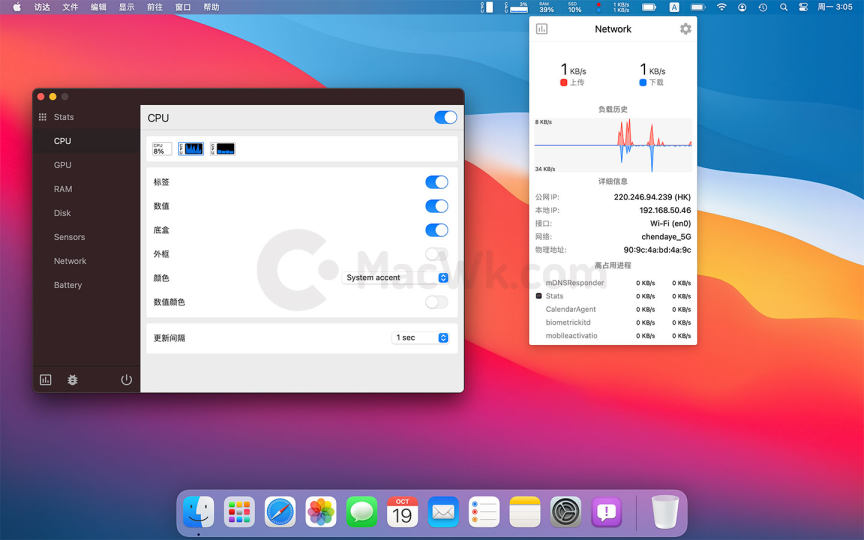 访达 文件 编辑 显示 前往 窗口 帮助
3% RAM 39% SSD 10% 1 KB/s 1 KB/s A 周一 3:05
Stats
CPU
GPU
RAM
Disk
Sensors
Network
Battery
CPU
CPU 8%
标签
数值
底盒
外框
颜色 System accent
数值颜色
更新间隔 1 sec
Network
1 KB/s 1 KB/s
上传 下载
负载历史
8 KB/s
34 KB/s
详细信息
公网IP: 220.246.94.239 (HK)
本地IP: 192.168.50.46
接口: Wi-Fi (en0)
网络: chendaye_5G
物理地址: 90:9c:4a:bd:4a:9c
高占用进程
mDNSResponder 0 KB/s 0 KB/s
Stats 0 KB/s 0 KB/s
CalendarAgent 0 KB/s 0 KB/s
biometrickitd 0 KB/s 0 KB/s
mobileactivatio 0 KB/s 0 KB/s
MacWk.com
OCT
19